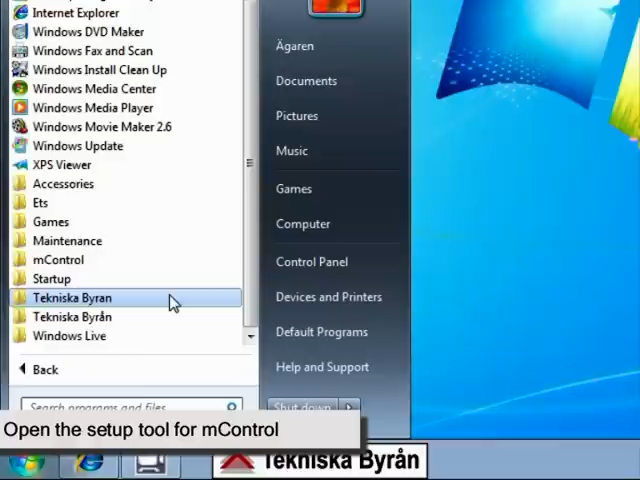 Internet Explorer
Windows DVD Maker
Windows Fax and Scan
Windows Install Clean Up
Windows Media Center
Windows Media Player
Windows Movie Maker 2.6
Windows Update
XPS Viewer
Accessories
Ets
Games
Maintenance
mControl
Startup
Tekniska Byran
Tekniska Byrån
Windows Live
Back
Search programs and files
Ägaren
Documents
Pictures
Music
Games
Computer
Control Panel
Devices and Printers
Default Programs
Help and Support
Shut down
Open the setup tool for mControl
Tekniska Byrån